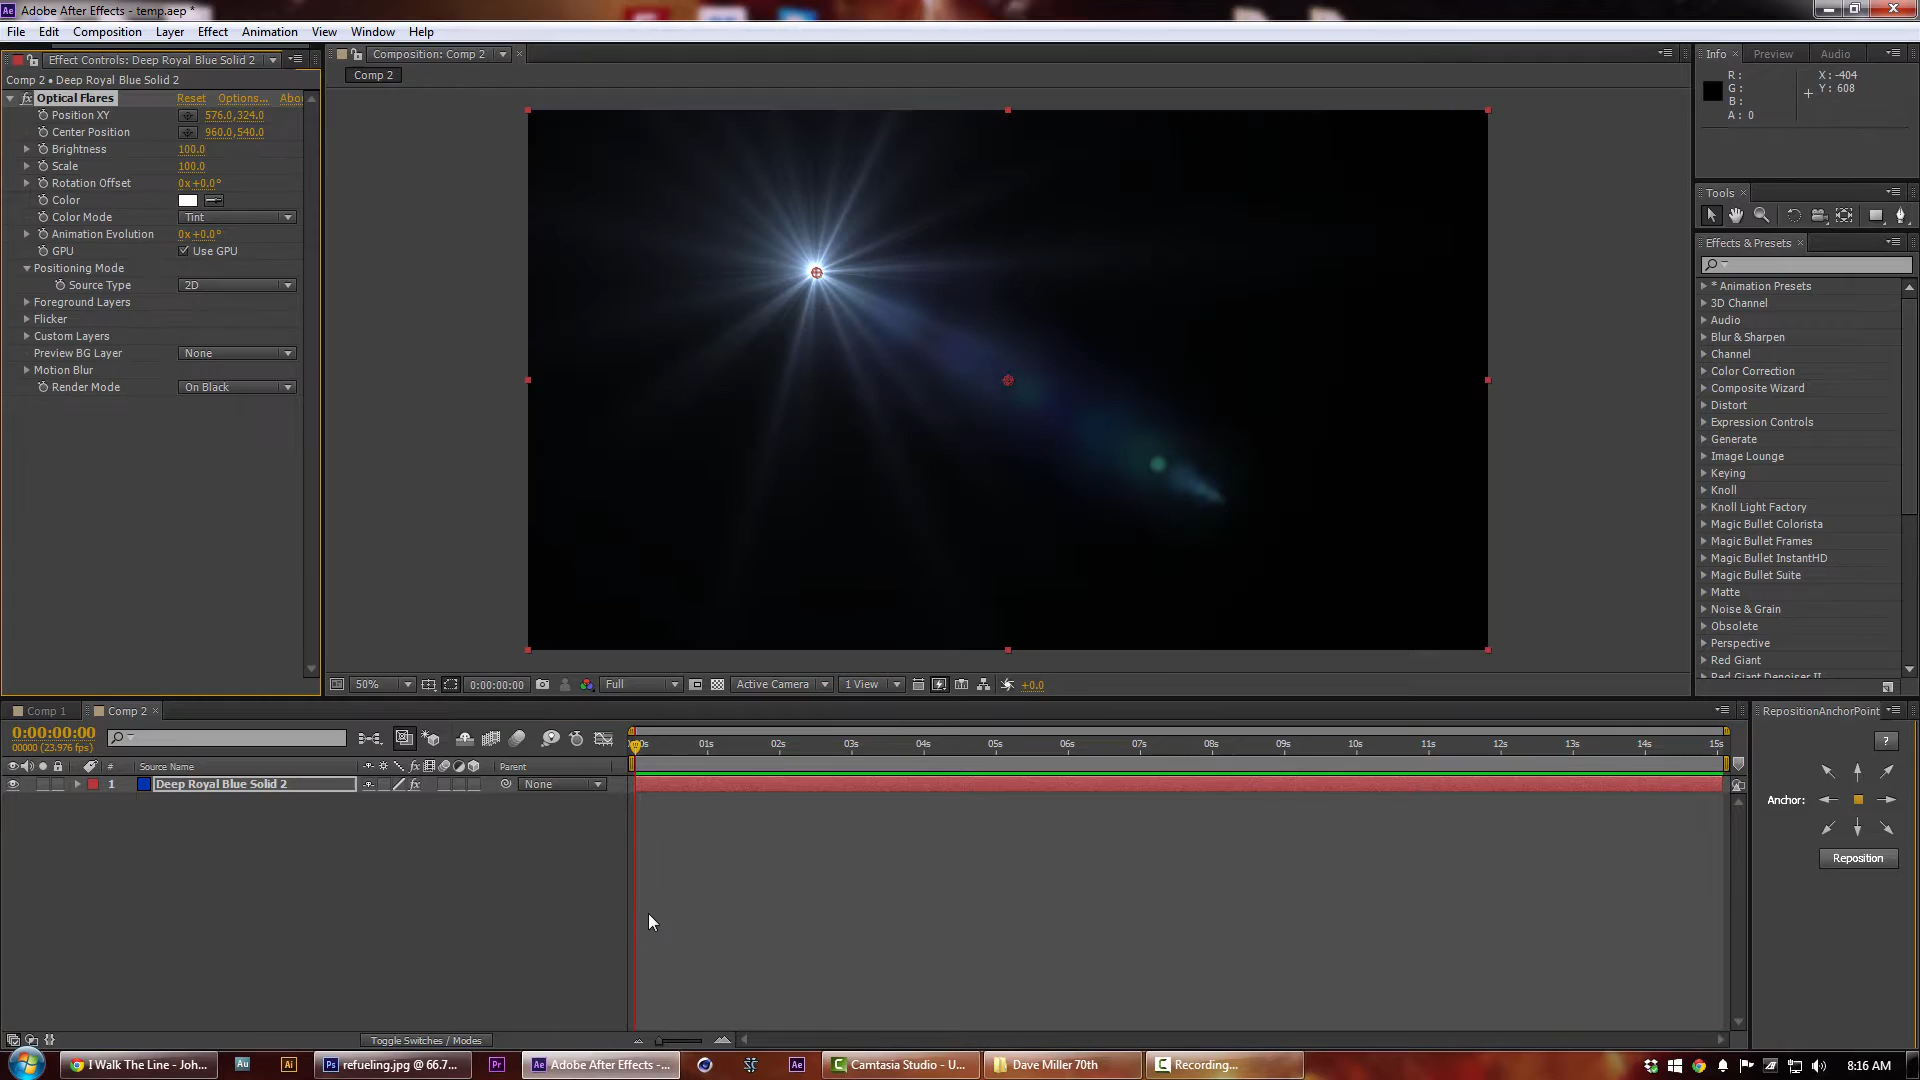 Ae Adobe After Effects - temp.aep *
File Edit Composition Layer Effect Animation View Window Help
Effect Controls: Deep Royal Blue Solid 2
Comp 2 • Deep Royal Blue Solid 2
fx Optical Flares Reset Options... Abo
Position XY 576.0,324.0
Center Position 960.0,540.0
Brightness 100.0
Scale 100.0
Rotation Offset 0x+0.0°
Color
Color Mode Tint
Animation Evolution 0x+0.0°
GPU Use GPU
Positioning Mode
Source Type 2D
Foreground Layers
Flicker
Custom Layers
Preview BG Layer None
Motion Blur
Render Mode On Black
Composition: Comp 2
Comp 2
50% 0:00:00:00 Full Active Camera 1 View +0.0
Info Preview Audio
R: X: -404
G: Y: 608
B:
A: 0
Tools
Effects & Presets
* Animation Presets
3D Channel
Audio
Blur & Sharpen
Channel
Color Correction
Composite Wizard
Distort
Expression Controls
Generate
Image Lounge
Keying
Knoll
Knoll Light Factory
Magic Bullet Colorista
Magic Bullet Frames
Magic Bullet InstantHD
Magic Bullet Suite
Matte
Noise & Grain
Obsolete
Perspective
Red Giant
Red Giant Denoiser II
Comp 1 Comp 2
0:00:00:00
00000 (23.976 fps)
# Source Name fx Parent
1 Deep Royal Blue Solid 2 fx None
01s 02s 03s 04s 05s 06s 07s 08s 09s 10s 11s 12s 13s 14s 15s
Toggle Switches / Modes
RepositionAnchorPoint
?
Anchor:
Reposition
I Walk The Line - Joh...
Au
Ai
Ps refueling.jpg @ 66.7...
Pr
Ae Adobe After Effects -...
Ae
Camtasia Studio - U...
Dave Miller 70th
Recording...
8:16 AM